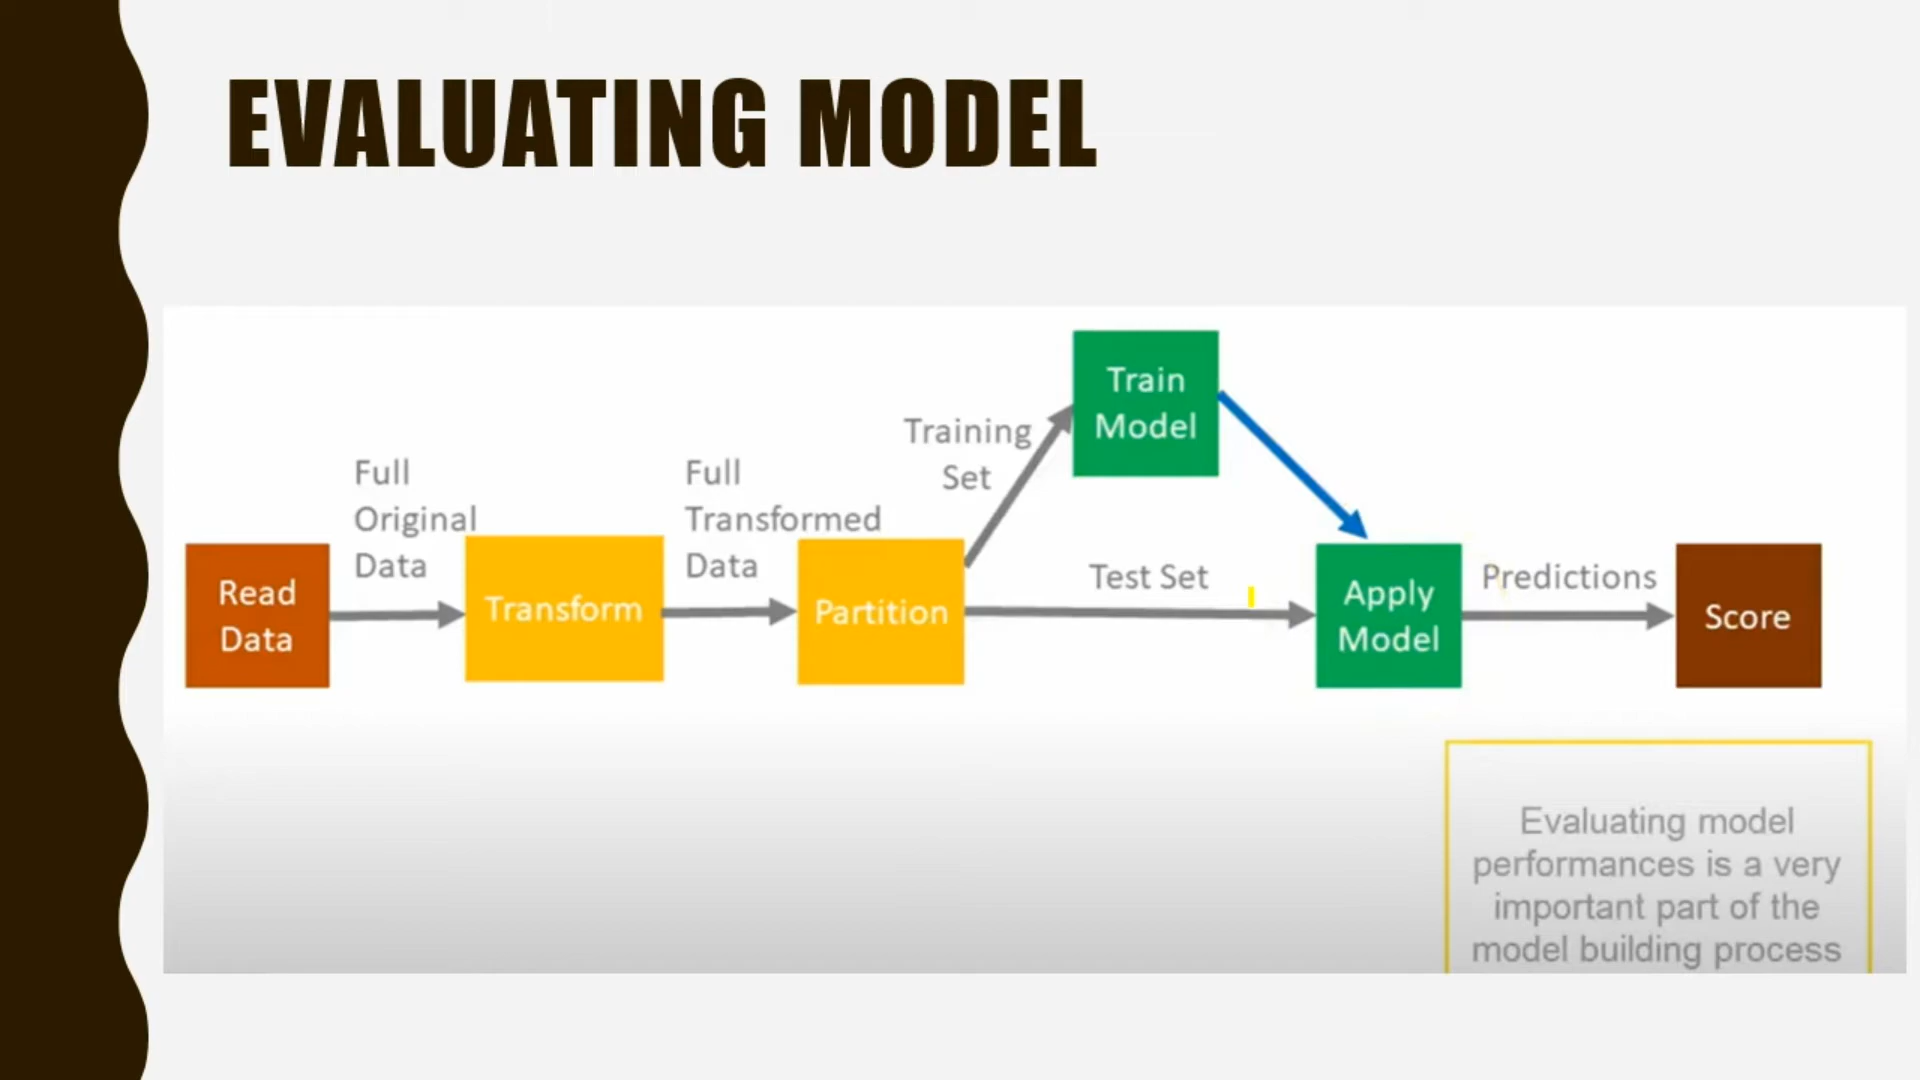 EVALUATING MODEL
Read
Data
Full
Original
Data
Transform
Full
Transformed
Data
Partition
Training
Set
Train
Model
Test Set
Apply
Model
Predictions
Score
Evaluating model
performances is a very
important part of the
model building process